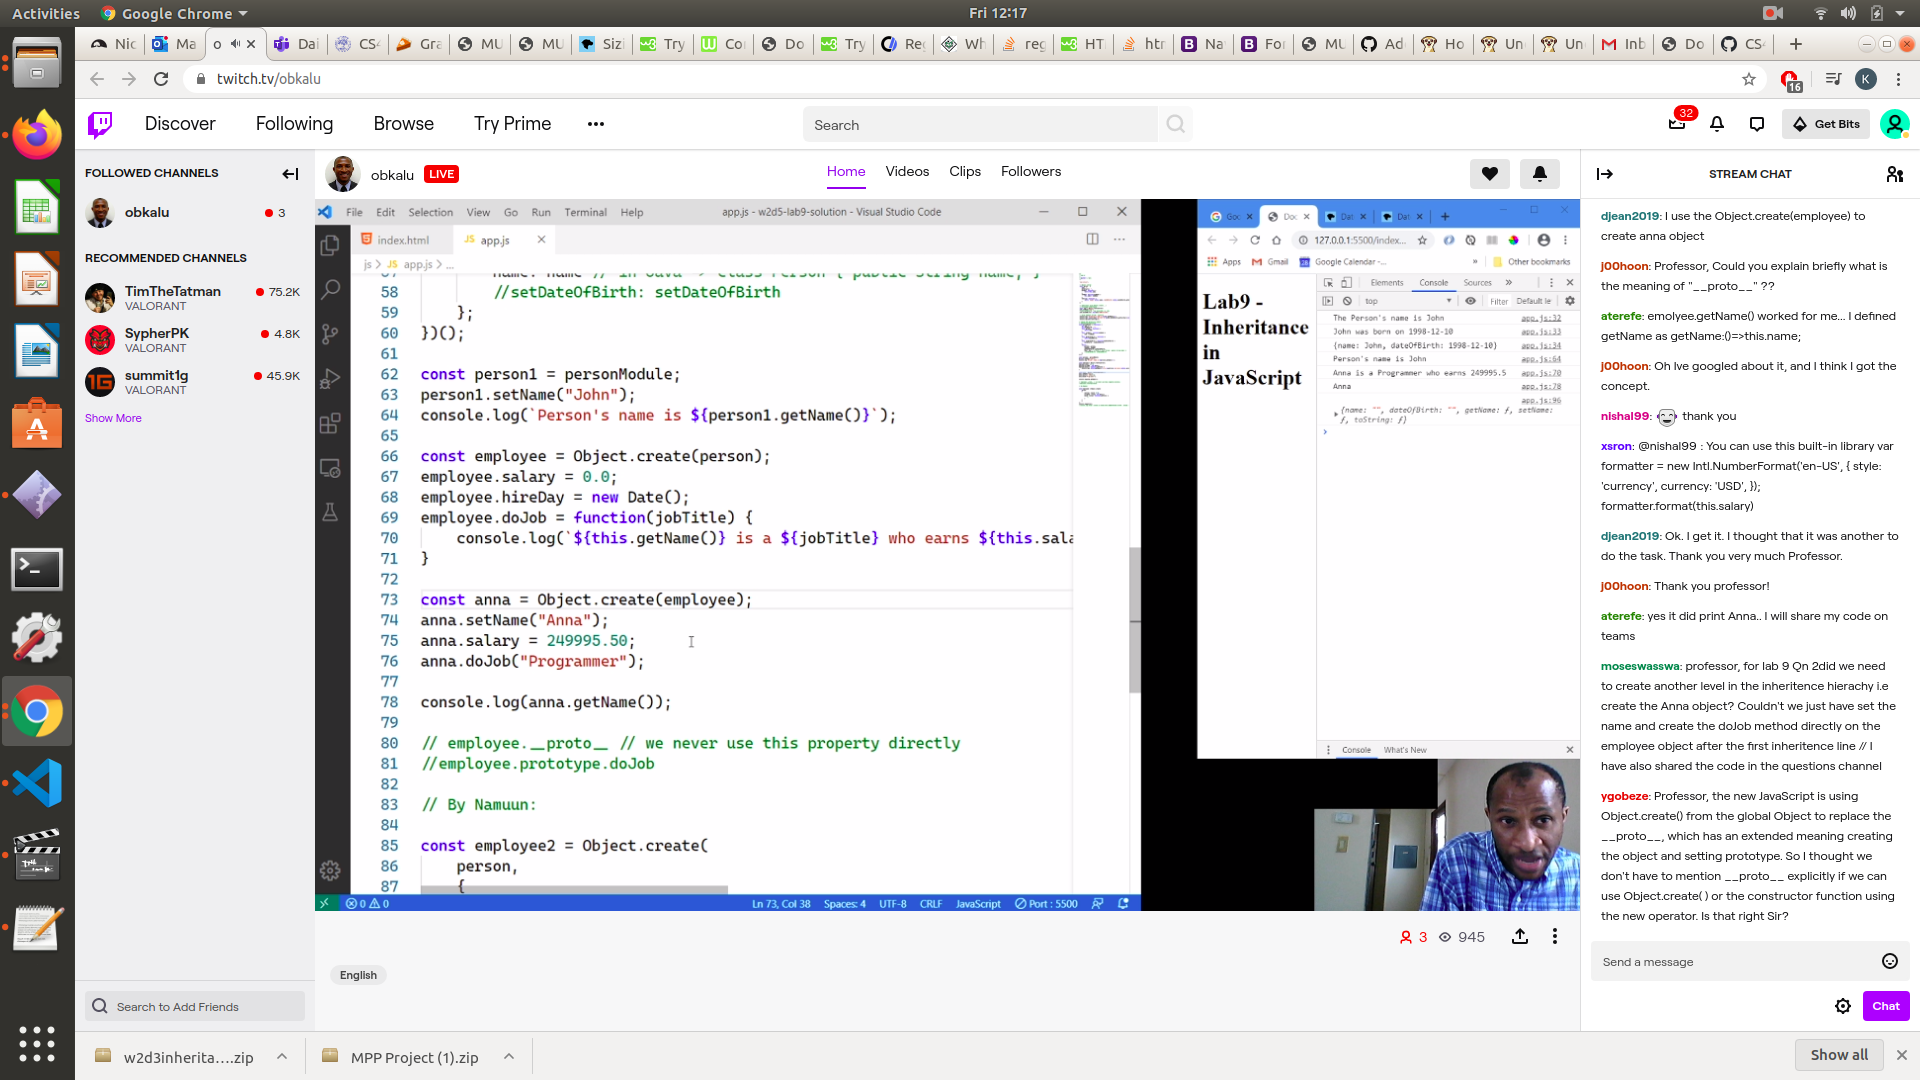 Activities
Google Chrome
Fri 12:17
Nic
Ma
o
Dai
CS
Gra
MU
MU
Sizi
Try
Co
Do
Try
Re
Wh
reg
HT
htr
Na
For
MU
Ad
Ho
Un
Un
Inb
Do
CS
twitch.tv/obkalu
16
K
Discover
Following
Browse
Try Prime
Search
32
Get Bits
FOLLOWED CHANNELS
obkalu
3
RECOMMENDED CHANNELS
TimTheTatman
75.2K
VALORANT
SypherPK
4.8K
VALORANT
summit1g
45.9K
VALORANT
Show More
Search to Add Friends
obkalu
LIVE
Home
Videos
Clips
Followers
File Edit Selection View Go Run Terminal Help
app.js - w2d5-lab9-solution - Visual Studio Code
index.html
JS app.js
js > JS app.js > ...
58 //setDateOfBirth: setDateOfBirth
59 };
60 })();
61
62 const person1 = personModule;
63 person1.setName("John");
64 console.log(`Person's name is ${person1.getName()}`);
65
66 const employee = Object.create(person);
67 employee.salary = 0.0;
68 employee.hireDay = new Date();
69 employee.doJob = function(jobTitle) {
70 console.log(`${this.getName()} is a ${jobTitle} who earns ${this.sala
71 }
72
73 const anna = Object.create(employee);
74 anna.setName("Anna");
75 anna.salary = 249995.50;
76 anna.doJob("Programmer");
77
78 console.log(anna.getName());
79
80 // employee.__proto__ // we never use this property directly
81 //employee.prototype.doJob
82
83 // By Namuun:
84
85 const employee2 = Object.create(
86 person,
87 {
0 0
Ln 73, Col 38 Spaces: 4 UTF-8 CRLF JavaScript Port : 5500
Goo
Doc
Dat
Dat
127.0.0.1:5500/index...
Apps Gmail Google Calendar -... » Other bookmarks
Lab9 -
Inheritance
in
JavaScript
Elements Console Sources »
top Filter Default le
The Person's name is John app.js:32
John was born on 1998-12-10 app.js:33
{name: John, dateOfBirth: 1998-12-10} app.js:34
Person's name is John app.js:64
Anna is a Programmer who earns 249995.5 app.js:70
Anna app.js:78
app.js:96
{name: "", dateOfBirth: "", getName: ƒ, setName:
ƒ, toString: ƒ}
Console What's New
3 945
English
STREAM CHAT
djean2019: I use the Object.create(employee) to
create anna object
j00hoon: Professor, Could you explain briefly what is
the meaning of "__proto__" ??
aterefe: emolyee.getName() worked for me... I defined
getName as getName:()=>this.name;
j00hoon: Oh Ive googled about it, and I think I got the
concept.
nishal99: thank you
xsron: @nishal99 : You can use this built-in library var
formatter = new Intl.NumberFormat('en-US', { style:
'currency', currency: 'USD', });
formatter.format(this.salary)
djean2019: Ok. I get it. I thought that it was another to
do the task. Thank you very much Professor.
j00hoon: Thank you professor!
aterefe: yes it did print Anna.. I will share my code on
teams
moseswasswa: professor, for lab 9 Qn 2did we need
to create another level in the inheritence hierachy i.e
create the Anna object? Couldn't we just have set the
name and create the doJob method directly on the
employee object after the first inheritence line // I
have also shared the code in the questions channel
ygobeze: Professor, the new JavaScript is using
Object.create() from the global Object to replace the
__proto__, which has an extended meaning creating
the object and setting prototype. So I thought we
don't have to mention __proto__ explicitly if we can
use Object.create( ) or the constructor function using
the new operator. Is that right Sir?
Send a message
Chat
w2d3inherita....zip
MPP Project (1).zip
Show all